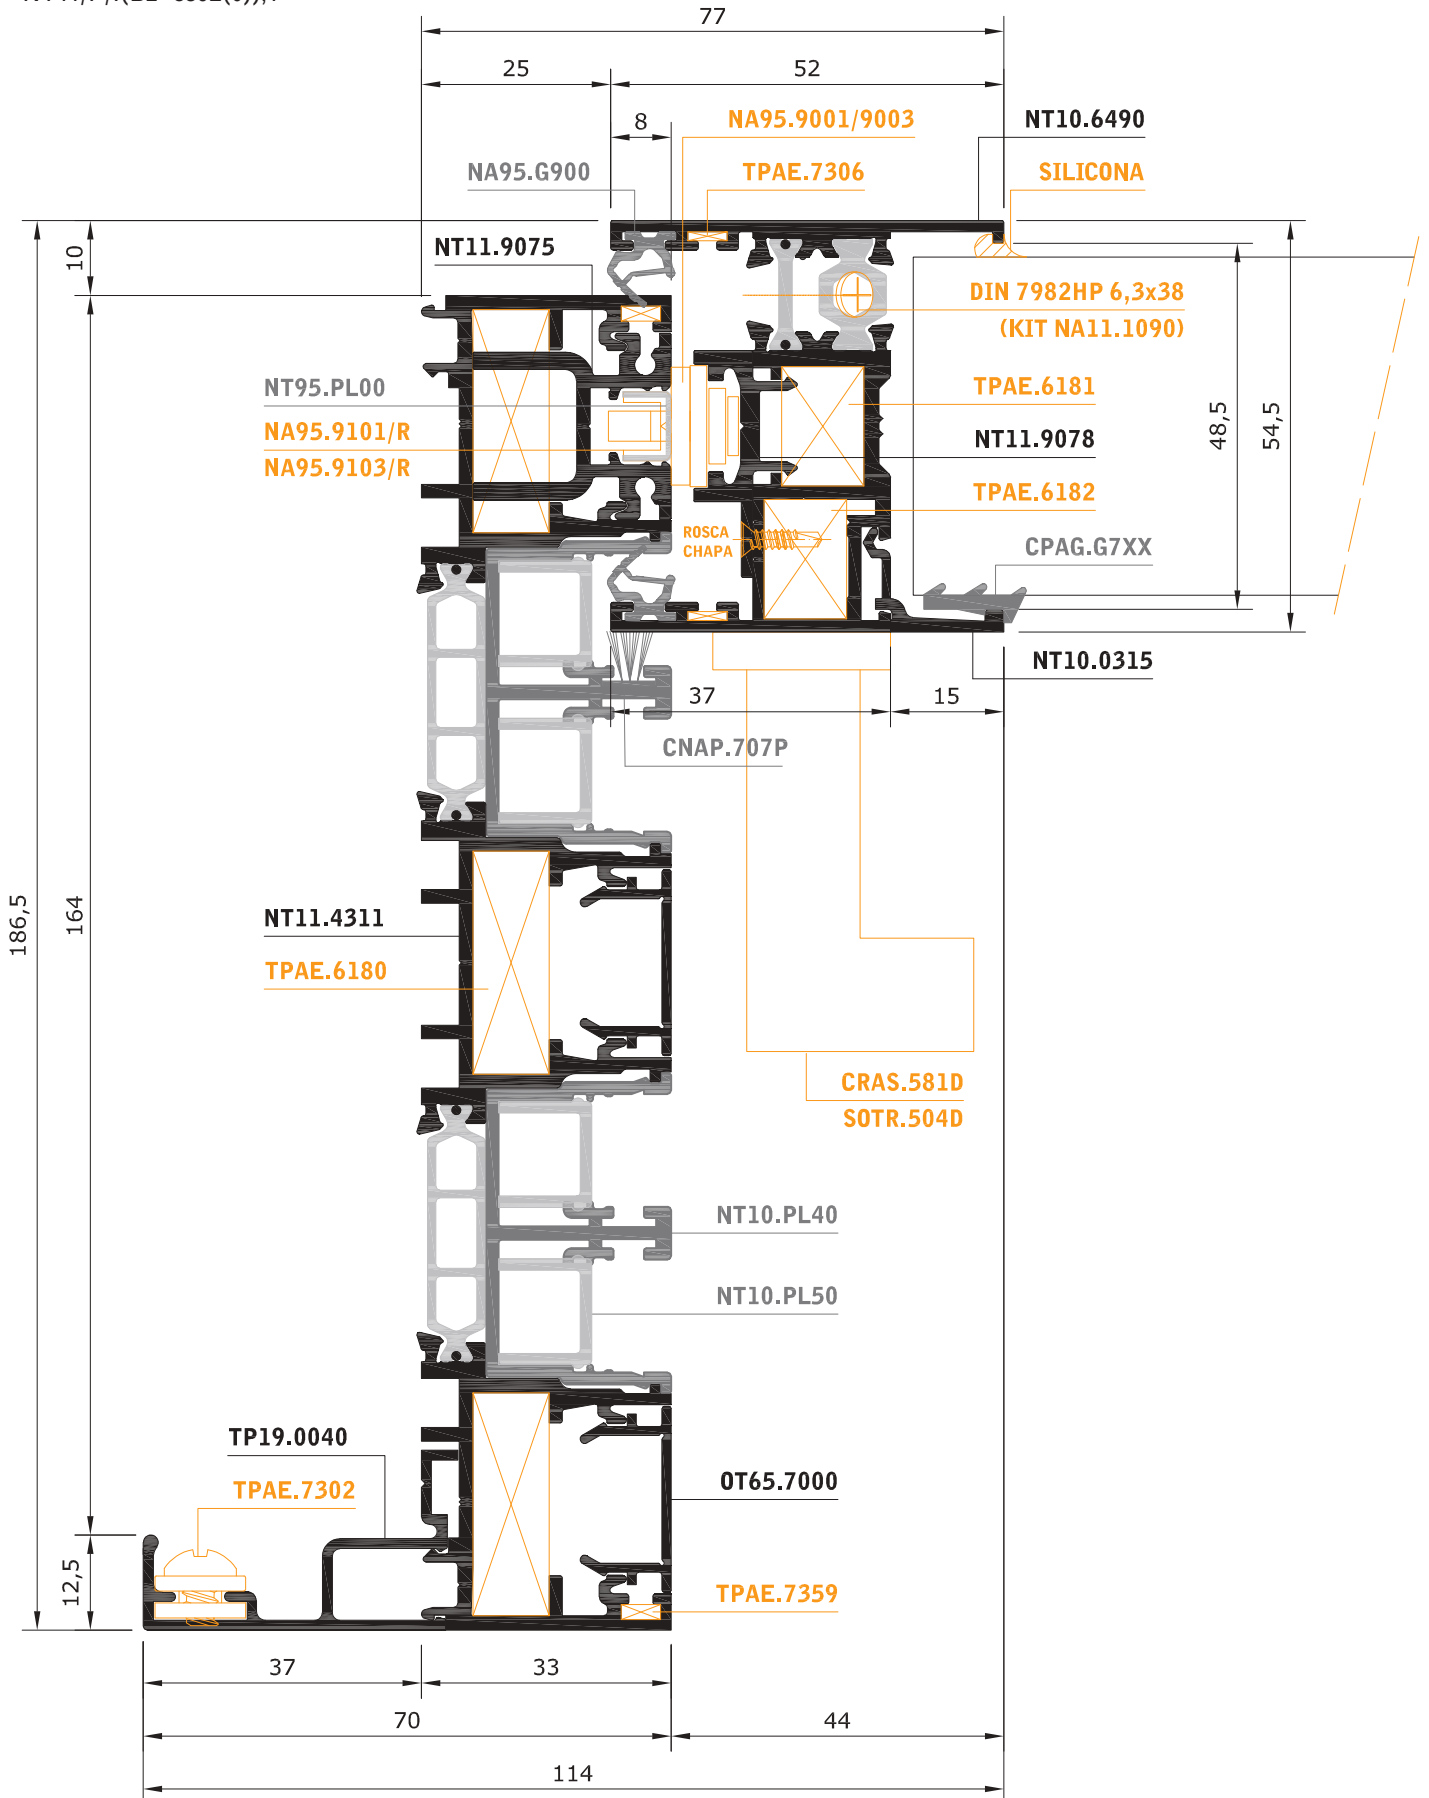 77
25
52
8
NA95.9001/9003
NT10.6490
NA95.G900
TPAE.7306
SILICONA
10
NT11.9075
DIN 7982HP 6,3x38
(KIT NA11.1090)
NT95.PL00
TPAE.6181
NA95.9101/R
NT11.9078
48,5
54,5
NA95.9103/R
TPAE.6182
ROSCA
CHAPA
CPAG.G7XX
NT10.0315
37
15
CNAP.707P
186,5
164
NT11.4311
TPAE.6180
CRAS.581D
SOTR.504D
NT10.PL40
NT10.PL50
TP19.0040
TPAE.7302
OT65.7000
12,5
TPAE.7359
37
33
70
44
114